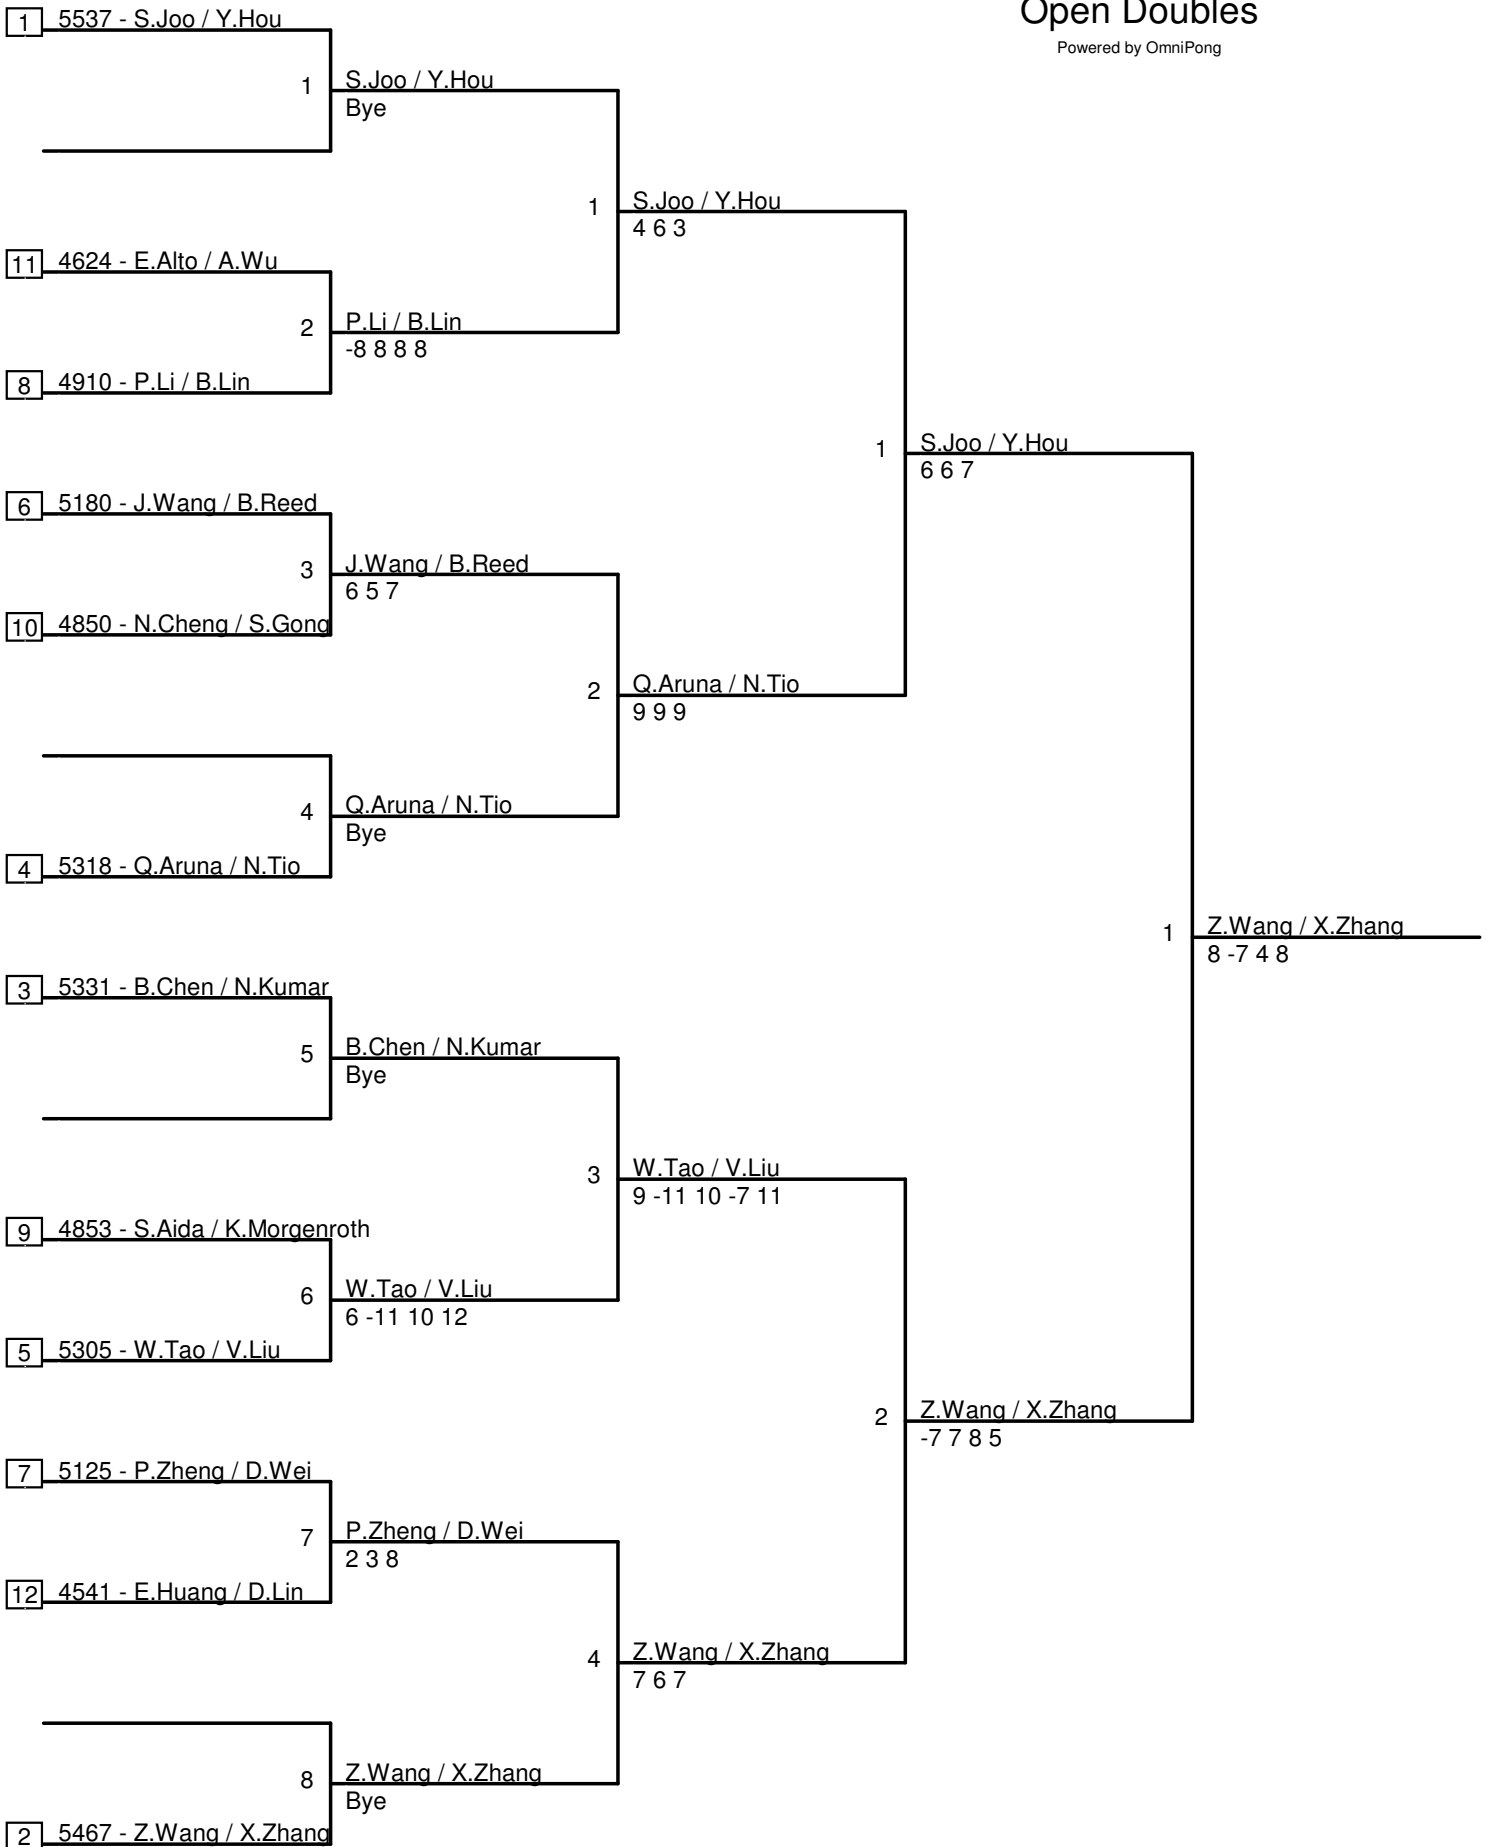 Open Doubles
Powered by OmniPong
1 5537 - S.Joo / Y.Hou
1 S.Joo / Y.Hou
Bye
1 S.Joo / Y.Hou
4 6 3
11 4624 - E.Alto / A.Wu
2 P.Li / B.Lin
-8 8 8 8
8 4910 - P.Li / B.Lin
1 S.Joo / Y.Hou
6 6 7
6 5180 - J.Wang / B.Reed
3 J.Wang / B.Reed
6 5 7
10 4850 - N.Cheng / S.Gong
2 Q.Aruna / N.Tio
9 9 9
4 Q.Aruna / N.Tio
Bye
4 5318 - Q.Aruna / N.Tio
1 Z.Wang / X.Zhang
8 -7 4 8
3 5331 - B.Chen / N.Kumar
5 B.Chen / N.Kumar
Bye
3 W.Tao / V.Liu
9 -11 10 -7 11
9 4853 - S.Aida / K.Morgenroth
6 W.Tao / V.Liu
6 -11 10 12
5 5305 - W.Tao / V.Liu
2 Z.Wang / X.Zhang
-7 7 8 5
7 5125 - P.Zheng / D.Wei
7 P.Zheng / D.Wei
2 3 8
12 4541 - E.Huang / D.Lin
4 Z.Wang / X.Zhang
7 6 7
8 Z.Wang / X.Zhang
Bye
2 5467 - Z.Wang / X.Zhang